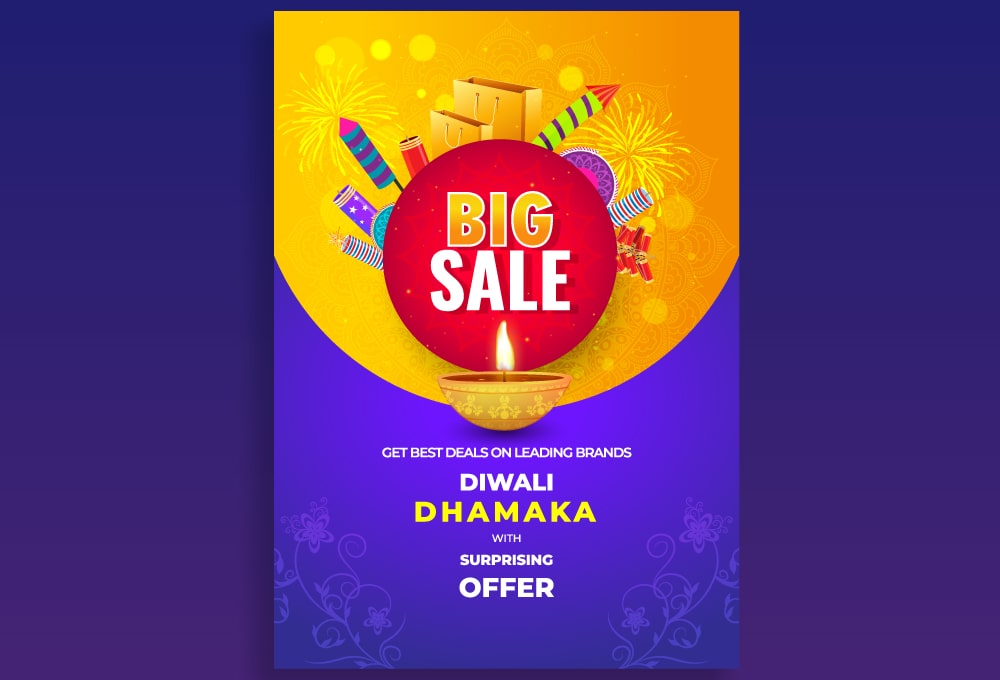 BIG
SALE
GET BEST DEALS ON LEADING BRANDS
DIWALI
DHAMAKA
WITH
SURPRISING
OFFER